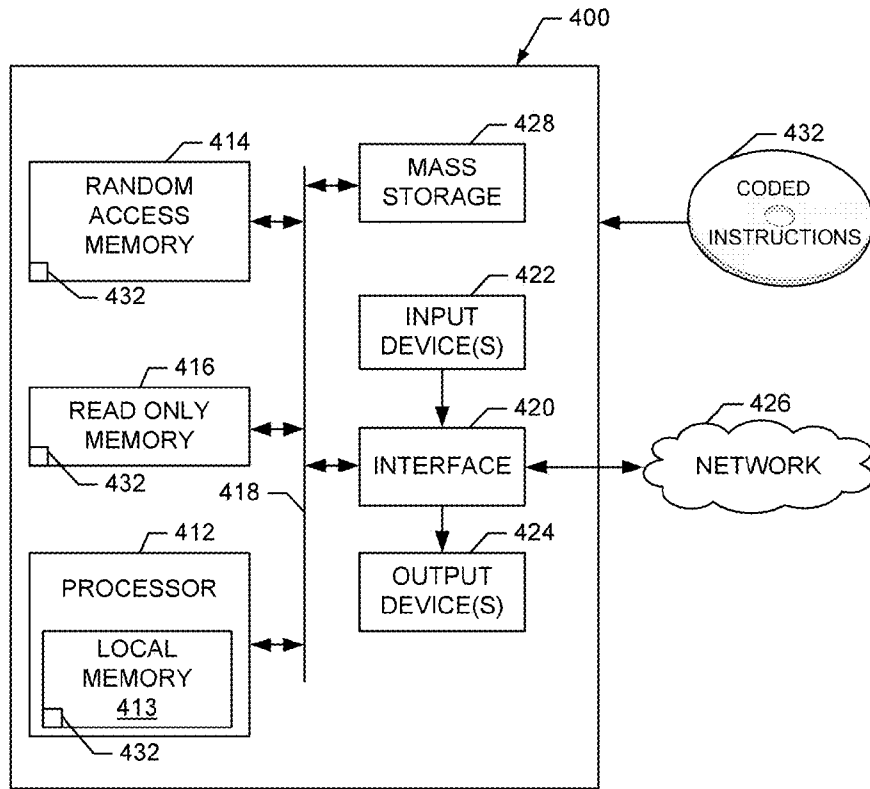 400
414
RANDOM
ACCESS
MEMORY
432
428
MASS
STORAGE
432
CODED
INSTRUCTIONS
422
INPUT
DEVICE(S)
416
READ ONLY
MEMORY
432
420
INTERFACE
426
NETWORK
418
412
PROCESSOR
LOCAL
MEMORY
413
432
424
OUTPUT
DEVICE(S)